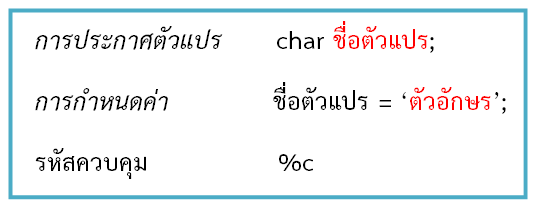 การประกาศตัวแปร char ชื่อตัวแปร;
การกำหนดค่า ชื่อตัวแปร = ‘ตัวอักษร’;
รหัสควบคุม %c